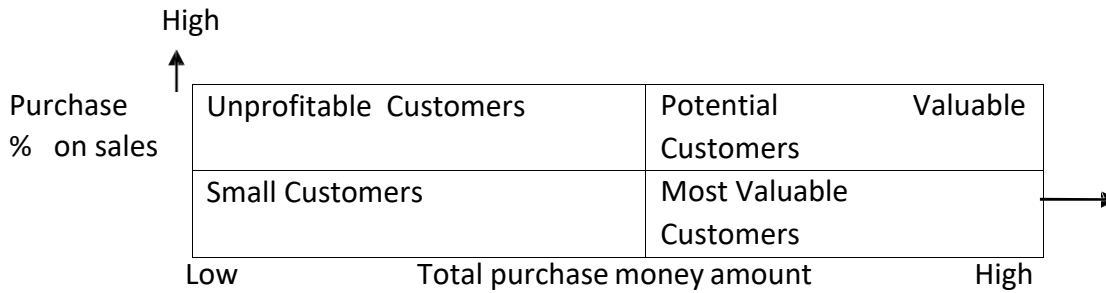 High
Purchase
% on sales
Unprofitable Customers
Potential Valuable
Customers
Small Customers
Most Valuable
Customers
Low Total purchase money amount High